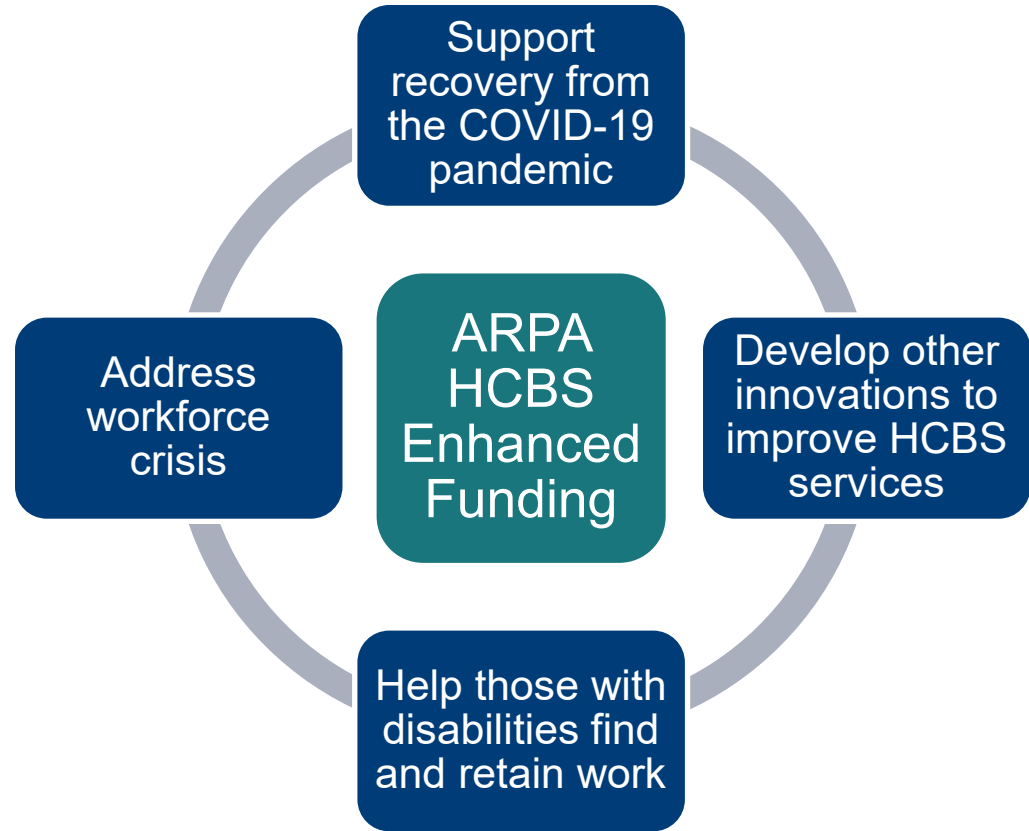 Support
recovery from
the COVID-19
pandemic
Address
workforce
crisis
ARPA
HCBS
Enhanced
Funding
Develop other
innovations to
improve HCBS
services
Help those with
disabilities find
and retain work